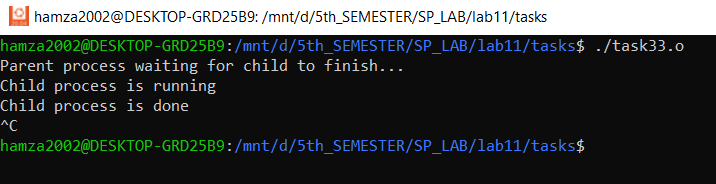 hamza2002@DESKTOP-GRD25B9: /mnt/d/5th_SEMESTER/SP_LAB/lab11/tasks
hamza2002@DESKTOP-GRD25B9:/mnt/d/5th_SEMESTER/SP_LAB/lab11/tasks$ ./task33.o
Parent process waiting for child to finish...
Child process is running
Child process is done
^C
hamza2002@DESKTOP-GRD25B9:/mnt/d/5th_SEMESTER/SP_LAB/lab11/tasks$